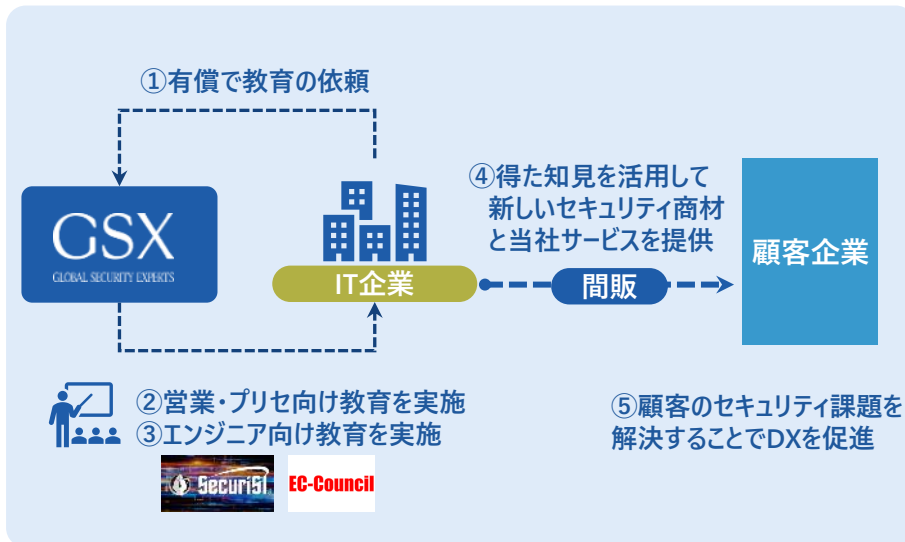 ①有償で教育の依頼
GSX
GLOBAL SECURITY EXPERTS
IT企業
④得た知見を活用して
新しいセキュリティ商材
と当社サービスを提供
間販
顧客企業
②営業・プリセ向け教育を実施
③エンジニア向け教育を実施
SecuriST
EC-Council
⑤顧客のセキュリティ課題を
解決することでDXを促進